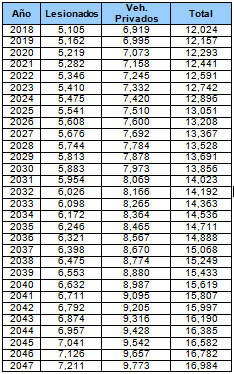 Año Lesionados Veh. Privados Total
2018 5,105 6,919 12,024
2019 5,162 6,995 12,157
2020 5,219 7,073 12,293
2021 5,282 7,158 12,441
2022 5,346 7,245 12,591
2023 5,410 7,332 12,742
2024 5,475 7,420 12,896
2025 5,541 7,510 13,051
2026 5,608 7,600 13,208
2027 5,676 7,692 13,367
2028 5,744 7,784 13,528
2029 5,813 7,878 13,691
2030 5,883 7,973 13,856
2031 5,954 8,069 14,023
2032 6,026 8,166 14,192
2033 6,098 8,265 14,363
2034 6,172 8,364 14,536
2035 6,246 8,465 14,711
2036 6,321 8,567 14,888
2037 6,398 8,670 15,068
2038 6,475 8,774 15,249
2039 6,553 8,880 15,433
2040 6,632 8,987 15,619
2041 6,711 9,095 15,807
2042 6,792 9,205 15,997
2043 6,874 9,316 16,190
2044 6,957 9,428 16,385
2045 7,041 9,542 16,582
2046 7,126 9,657 16,782
2047 7,211 9,773 16,984